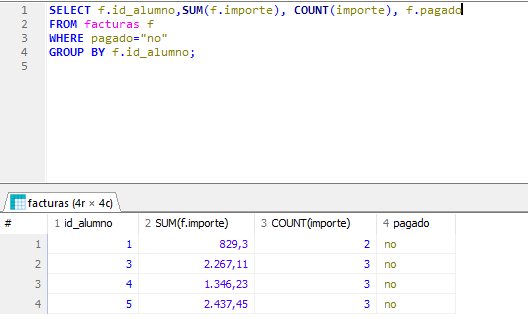 1 SELECT f.id_alumno,SUM(f.importe), COUNT(importe), f.pagado
2 FROM facturas f
3 WHERE pagado="no"
4 GROUP BY f.id_alumno;
5
facturas (4r × 4c)
# 1 id_alumno 2 SUM(f.importe) 3 COUNT(importe) 4 pagado
1 1 829,3 2 no
2 3 2.267,11 3 no
3 4 1.346,23 3 no
4 5 2.437,45 3 no